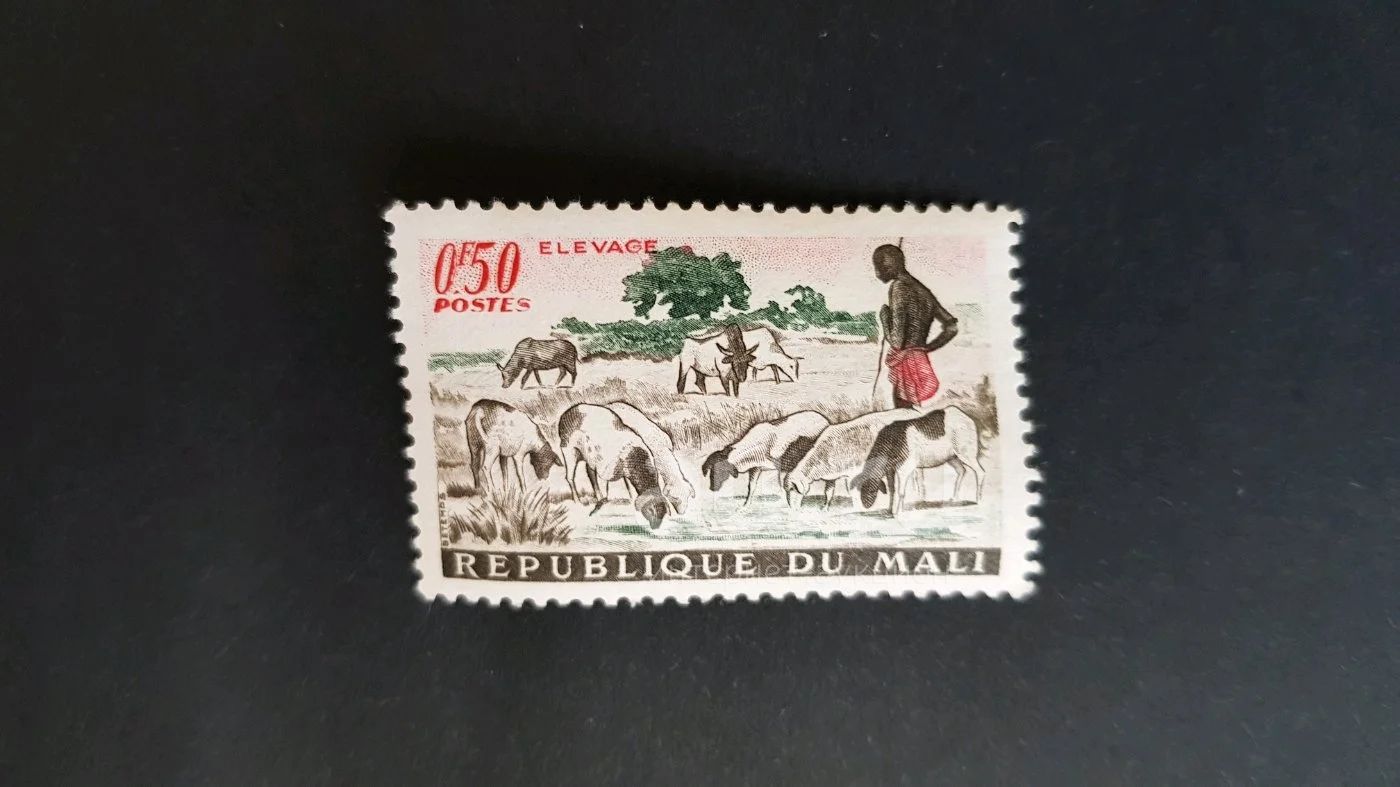 0F50 ELEVAGE
POSTES
REPUBLIQUE DU MALI